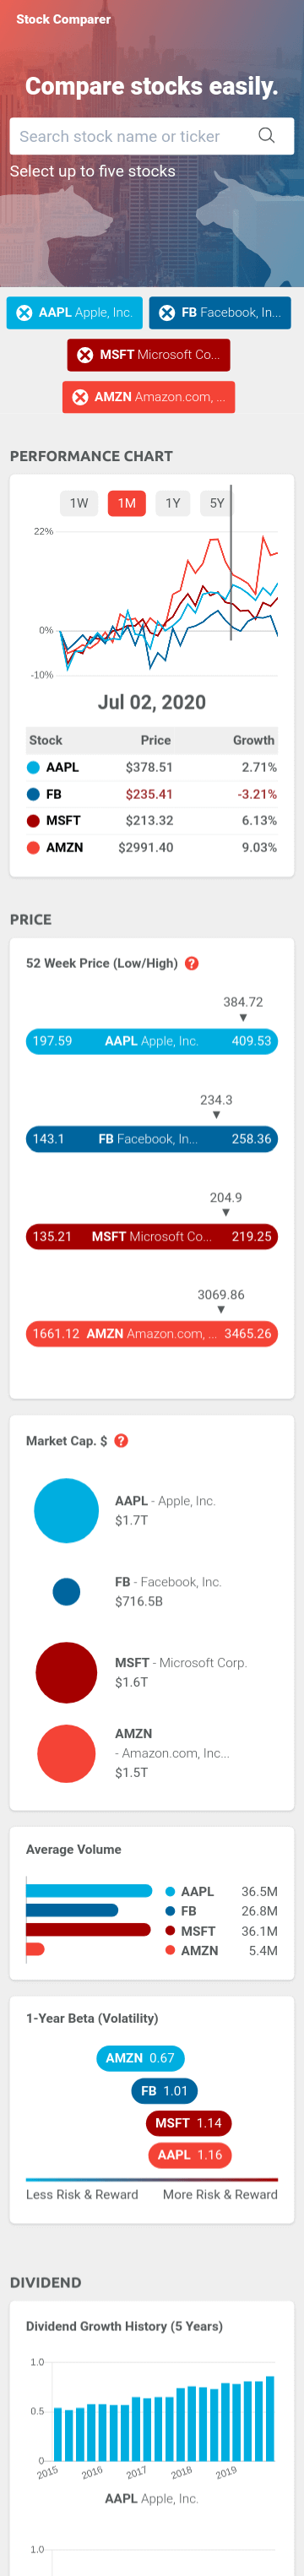 Stock Comparer
Compare stocks easily.
Search stock name or ticker
Select up to five stocks
AAPL Apple, Inc.
FB Facebook, In...
MSFT Microsoft Co...
AMZN Amazon.com, ...
PERFORMANCE CHART
1W 1M 1Y 5Y
22%
0%
-10%
Jul 02, 2020
Stock Price Growth
AAPL $378.51 2.71%
FB $235.41 -3.21%
MSFT $213.32 6.13%
AMZN $2991.40 9.03%
PRICE
52 Week Price (Low/High) ?
384.72
▼
197.59 AAPL Apple, Inc. 409.53
234.3
▼
143.1 FB Facebook, In... 258.36
204.9
▼
135.21 MSFT Microsoft Co... 219.25
3069.86
▼
1661.12 AMZN Amazon.com, ... 3465.26
Market Cap. $ ?
AAPL - Apple, Inc.
$1.7T
FB - Facebook, Inc.
$716.5B
MSFT - Microsoft Corp.
$1.6T
AMZN
- Amazon.com, Inc...
$1.5T
Average Volume
AAPL 36.5M
FB 26.8M
MSFT 36.1M
AMZN 5.4M
1-Year Beta (Volatility)
AMZN 0.67
FB 1.01
MSFT 1.14
AAPL 1.16
Less Risk & Reward More Risk & Reward
DIVIDEND
Dividend Growth History (5 Years)
1.0
0.5
0
2015 2016 2017 2018 2019
AAPL Apple, Inc.
1.0